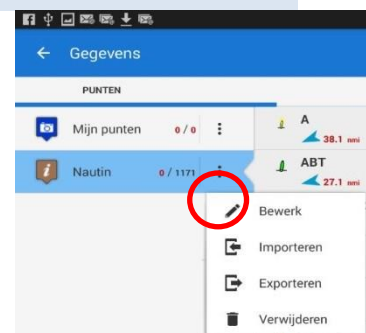 Gegevens
PUNTEN
Mijn punten 0 / 0
A
38.1 nmi
Nautin 0 / 1171
ABT
27.1 nmi
Bewerk
Importeren
Exporteren
Verwijderen